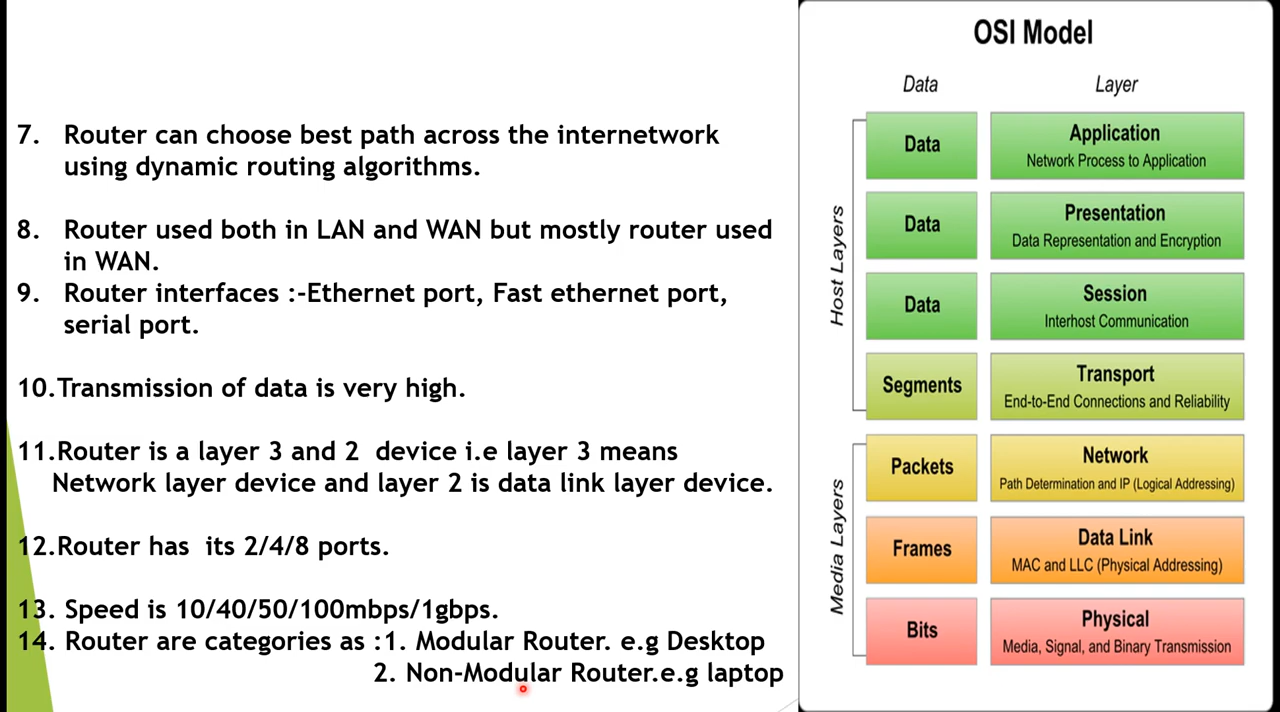 7. Router can choose best path across the internetwork
using dynamic routing algorithms.
8. Router used both in LAN and WAN but mostly router used
in WAN.
9. Router interfaces :-Ethernet port, Fast ethernet port,
serial port.
10.Transmission of data is very high.
11.Router is a layer 3 and 2 device i.e layer 3 means
Network layer device and layer 2 is data link layer device.
12.Router has its 2/4/8 ports.
13. Speed is 10/40/50/100mbps/1gbps.
14. Router are categories as :1. Modular Router. e.g Desktop
2. Non-Modular Router.e.g laptop
OSI Model
Data Layer
Host Layers
Data Application
Network Process to Application
Data Presentation
Data Representation and Encryption
Data Session
Interhost Communication
Segments Transport
End-to-End Connections and Reliability
Media Layers
Packets Network
Path Determination and IP (Logical Addressing)
Frames Data Link
MAC and LLC (Physical Addressing)
Bits Physical
Media, Signal, and Binary Transmission